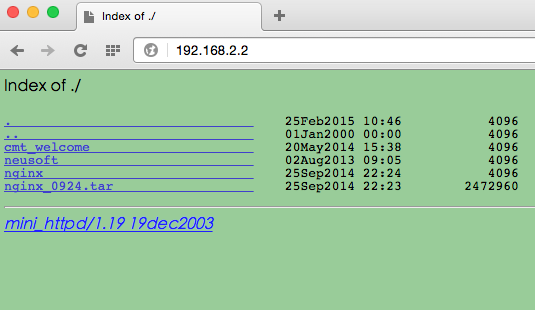 Index of ./
192.168.2.2
Index of ./
. 25Feb2015 10:46 4096
.. 01Jan2000 00:00 4096
cmt_welcome 20May2014 15:38 4096
neusoft 02Aug2013 09:05 4096
nginx 25Sep2014 22:24 4096
nginx_0924.tar 25Sep2014 22:23 2472960
mini_httpd/1.19 19dec2003